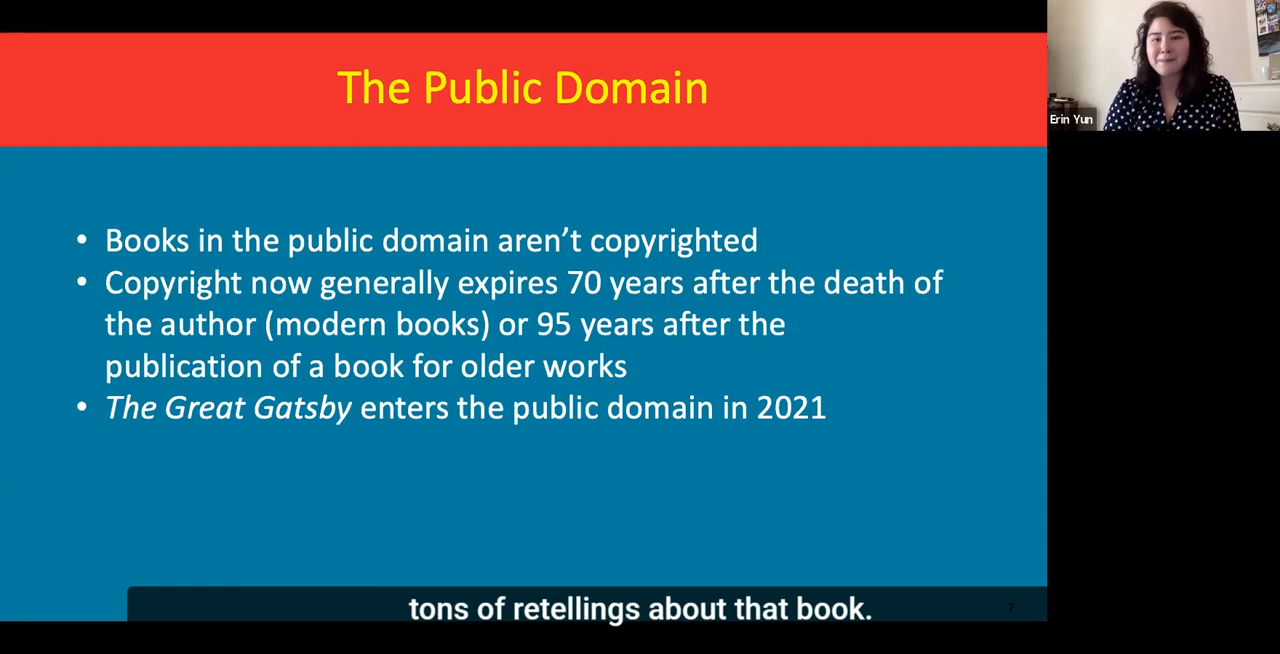 The Public Domain
Erin Yun
• Books in the public domain aren’t copyrighted
• Copyright now generally expires 70 years after the death of
the author (modern books) or 95 years after the
publication of a book for older works
• The Great Gatsby enters the public domain in 2021
tons of retellings about that book.
7